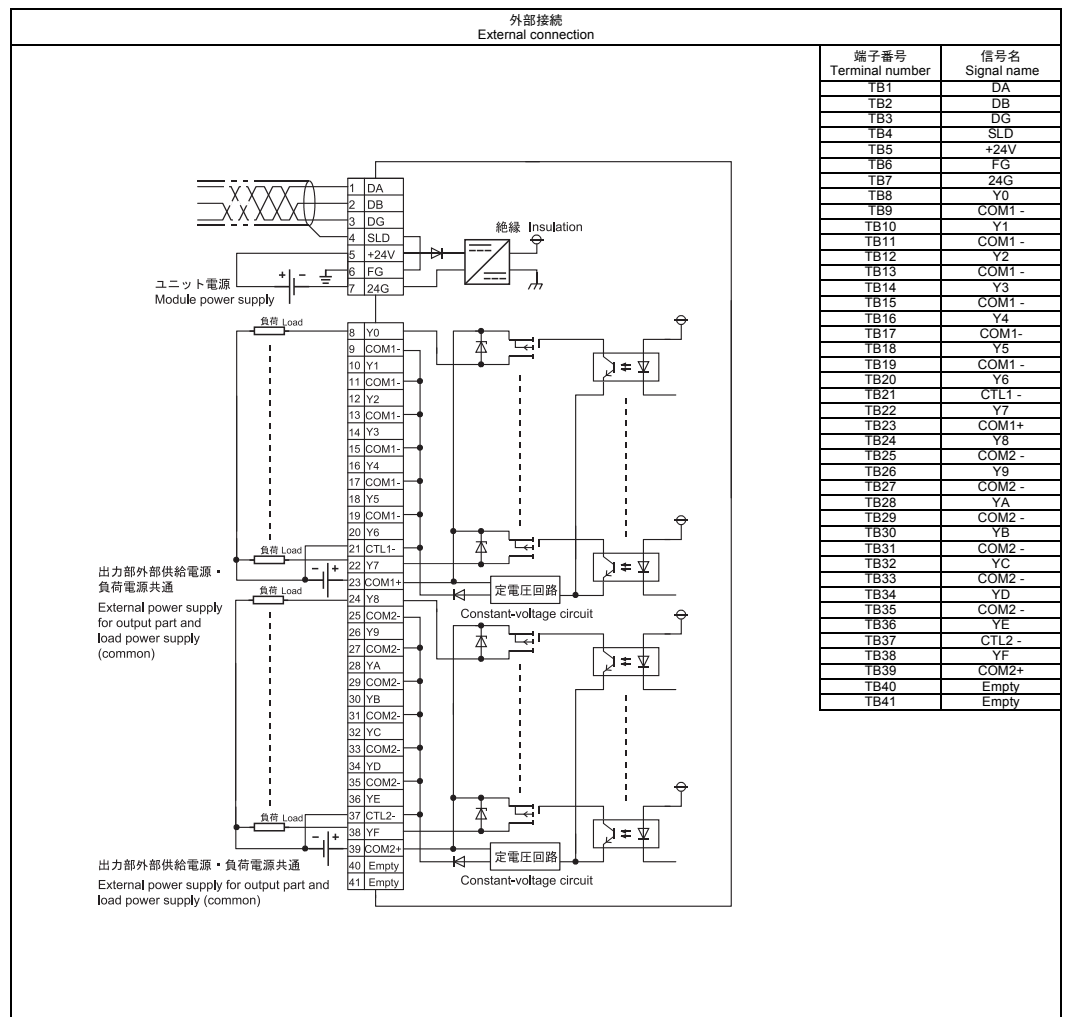 外部接続
External connection
端子番号 信号名
Terminal number Signal name
TB1 DA
TB2 DB
TB3 DG
TB4 SLD
TB5 +24V
TB6 FG
TB7 24G
TB8 Y0
TB9 COM1 -
TB10 Y1
TB11 COM1 -
TB12 Y2
TB13 COM1 -
TB14 Y3
TB15 COM1 -
TB16 Y4
TB17 COM1-
TB18 Y5
TB19 COM1 -
TB20 Y6
TB21 CTL1 -
TB22 Y7
TB23 COM1+
TB24 Y8
TB25 COM2 -
TB26 Y9
TB27 COM2 -
TB28 YA
TB29 COM2 -
TB30 YB
TB31 COM2 -
TB32 YC
TB33 COM2 -
TB34 YD
TB35 COM2 -
TB36 YE
TB37 CTL2 -
TB38 YF
TB39 COM2+
TB40 Empty
TB41 Empty
1 DA
2 DB
3 DG
4 SLD
5 +24V
6 FG
7 24G
絶縁 Insulation
+ -
ユニット電源
Module power supply
負荷 Load
8 Y0
9 COM1-
10 Y1
11 COM1-
12 Y2
13 COM1-
14 Y3
15 COM1-
16 Y4
17 COM1-
18 Y5
19 COM1-
20 Y6
21 CTL1-
22 Y7
23 COM1+
負荷 Load
- +
出力部外部供給電源・
負荷電源共通
External power supply
for output part and
load power supply
(common)
定電圧回路
Constant-voltage circuit
負荷 Load
24 Y8
25 COM2-
26 Y9
27 COM2-
28 YA
29 COM2-
30 YB
31 COM2-
32 YC
33 COM2-
34 YD
35 COM2-
36 YE
37 CTL2-
38 YF
39 COM2+
40 Empty
41 Empty
負荷 Load
- +
出力部外部供給電源・負荷電源共通
External power supply for output part and
load power supply (common)
定電圧回路
Constant-voltage circuit